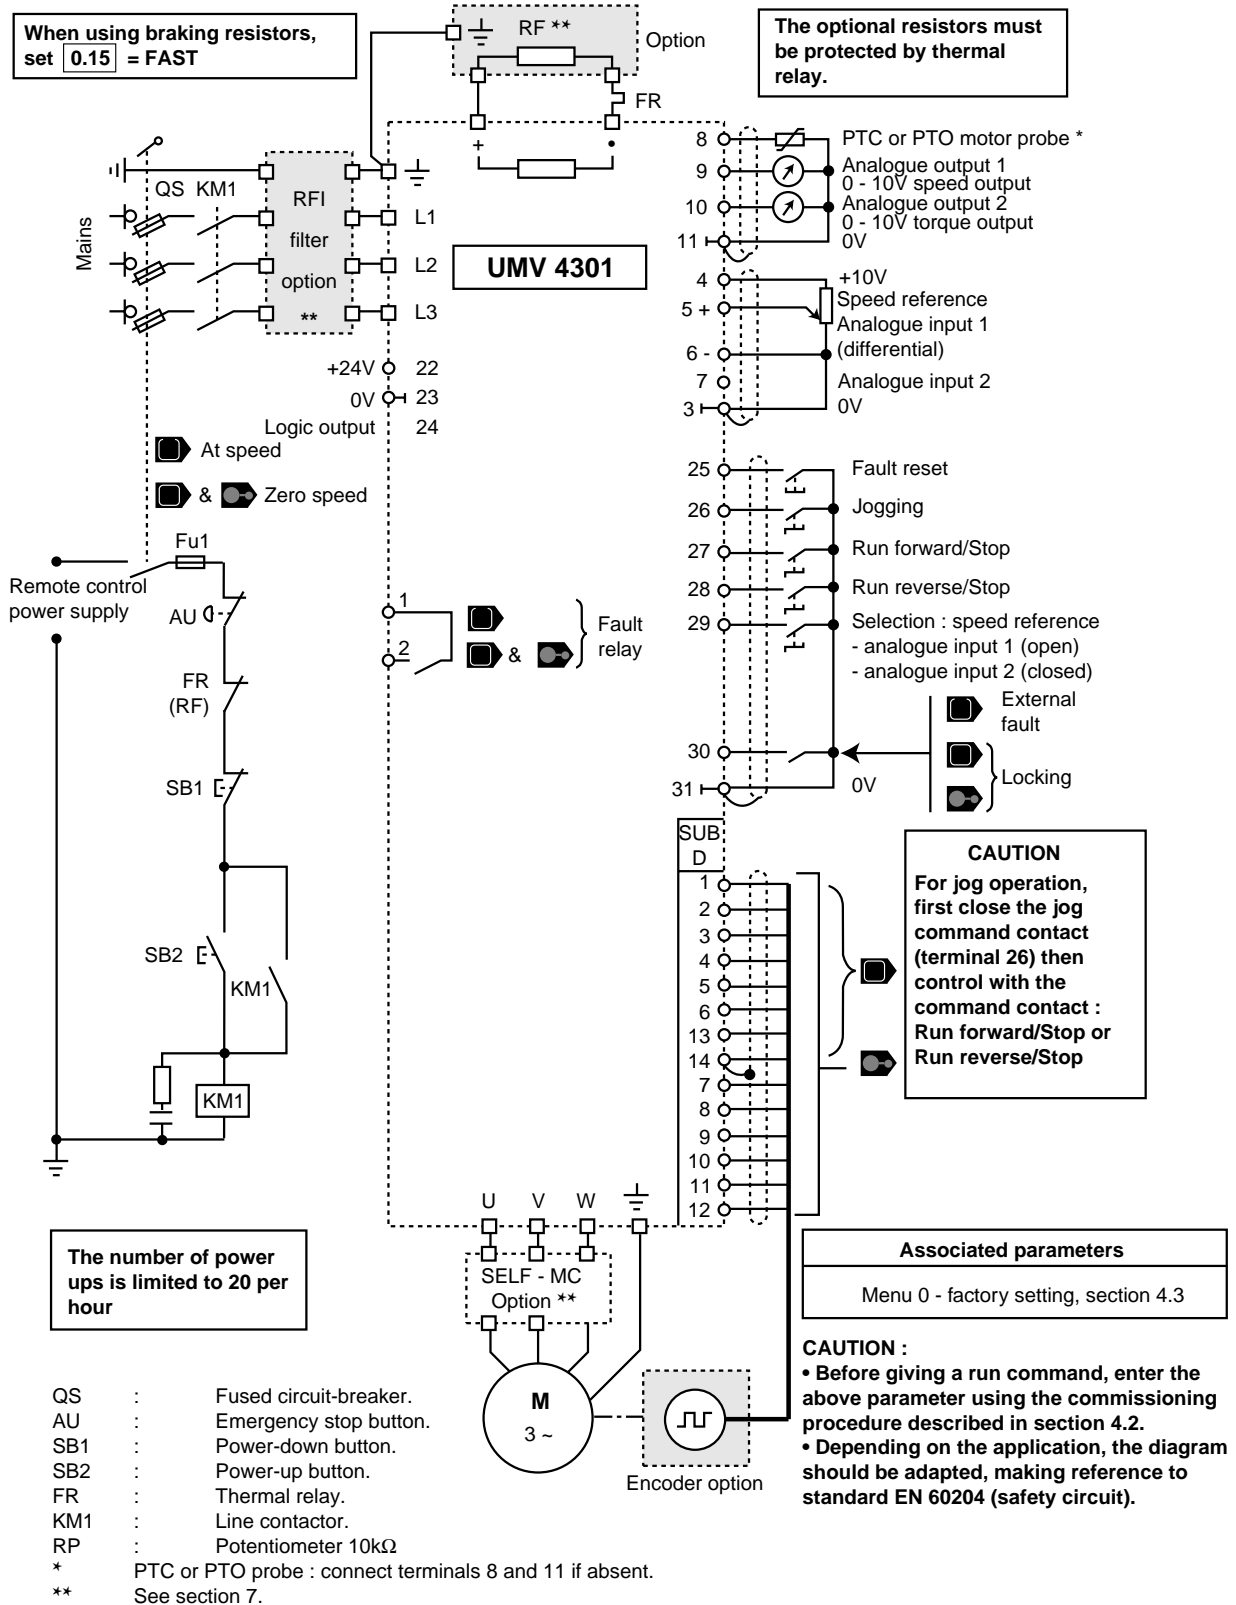 When using braking resistors,
set 0.15 = FAST
RF **
Option
The optional resistors must
be protected by thermal
relay.
FR
+
•
Mains
QS KM1
RFI
filter
option
**
L1
L2
L3
UMV 4301
8 PTC or PTO motor probe *
9 Analogue output 1
0 - 10V speed output
10 Analogue output 2
0 - 10V torque output
11 0V
4 +10V
5 + Speed reference
Analogue input 1
6 - (differential)
7 Analogue input 2
3 0V
+24V 22
0V 23
Logic output 24
At speed
& Zero speed
25 Fault reset
26 Jogging
27 Run forward/Stop
28 Run reverse/Stop
29 Selection : speed reference
- analogue input 1 (open)
- analogue input 2 (closed)
External
fault
30
Locking
31 0V
Fu1
Remote control
power supply
AU
FR
(RF)
SB1
SB2
KM1
KM1
1
2
&
Fault
relay
SUB
D
1
2
3
4
5
6
13
14
7
8
9
10
11
12
CAUTION
For jog operation,
first close the jog
command contact
(terminal 26) then
control with the
command contact :
Run forward/Stop or
Run reverse/Stop
U V W
SELF - MC
Option **
M
3 ~
Encoder option
The number of power
ups is limited to 20 per
hour
Associated parameters
Menu 0 - factory setting, section 4.3
CAUTION :
• Before giving a run command, enter the
above parameter using the commissioning
procedure described in section 4.2.
• Depending on the application, the diagram
should be adapted, making reference to
standard EN 60204 (safety circuit).
QS : Fused circuit-breaker.
AU : Emergency stop button.
SB1 : Power-down button.
SB2 : Power-up button.
FR : Thermal relay.
KM1 : Line contactor.
RP : Potentiometer 10kΩ
* PTC or PTO probe : connect terminals 8 and 11 if absent.
** See section 7.